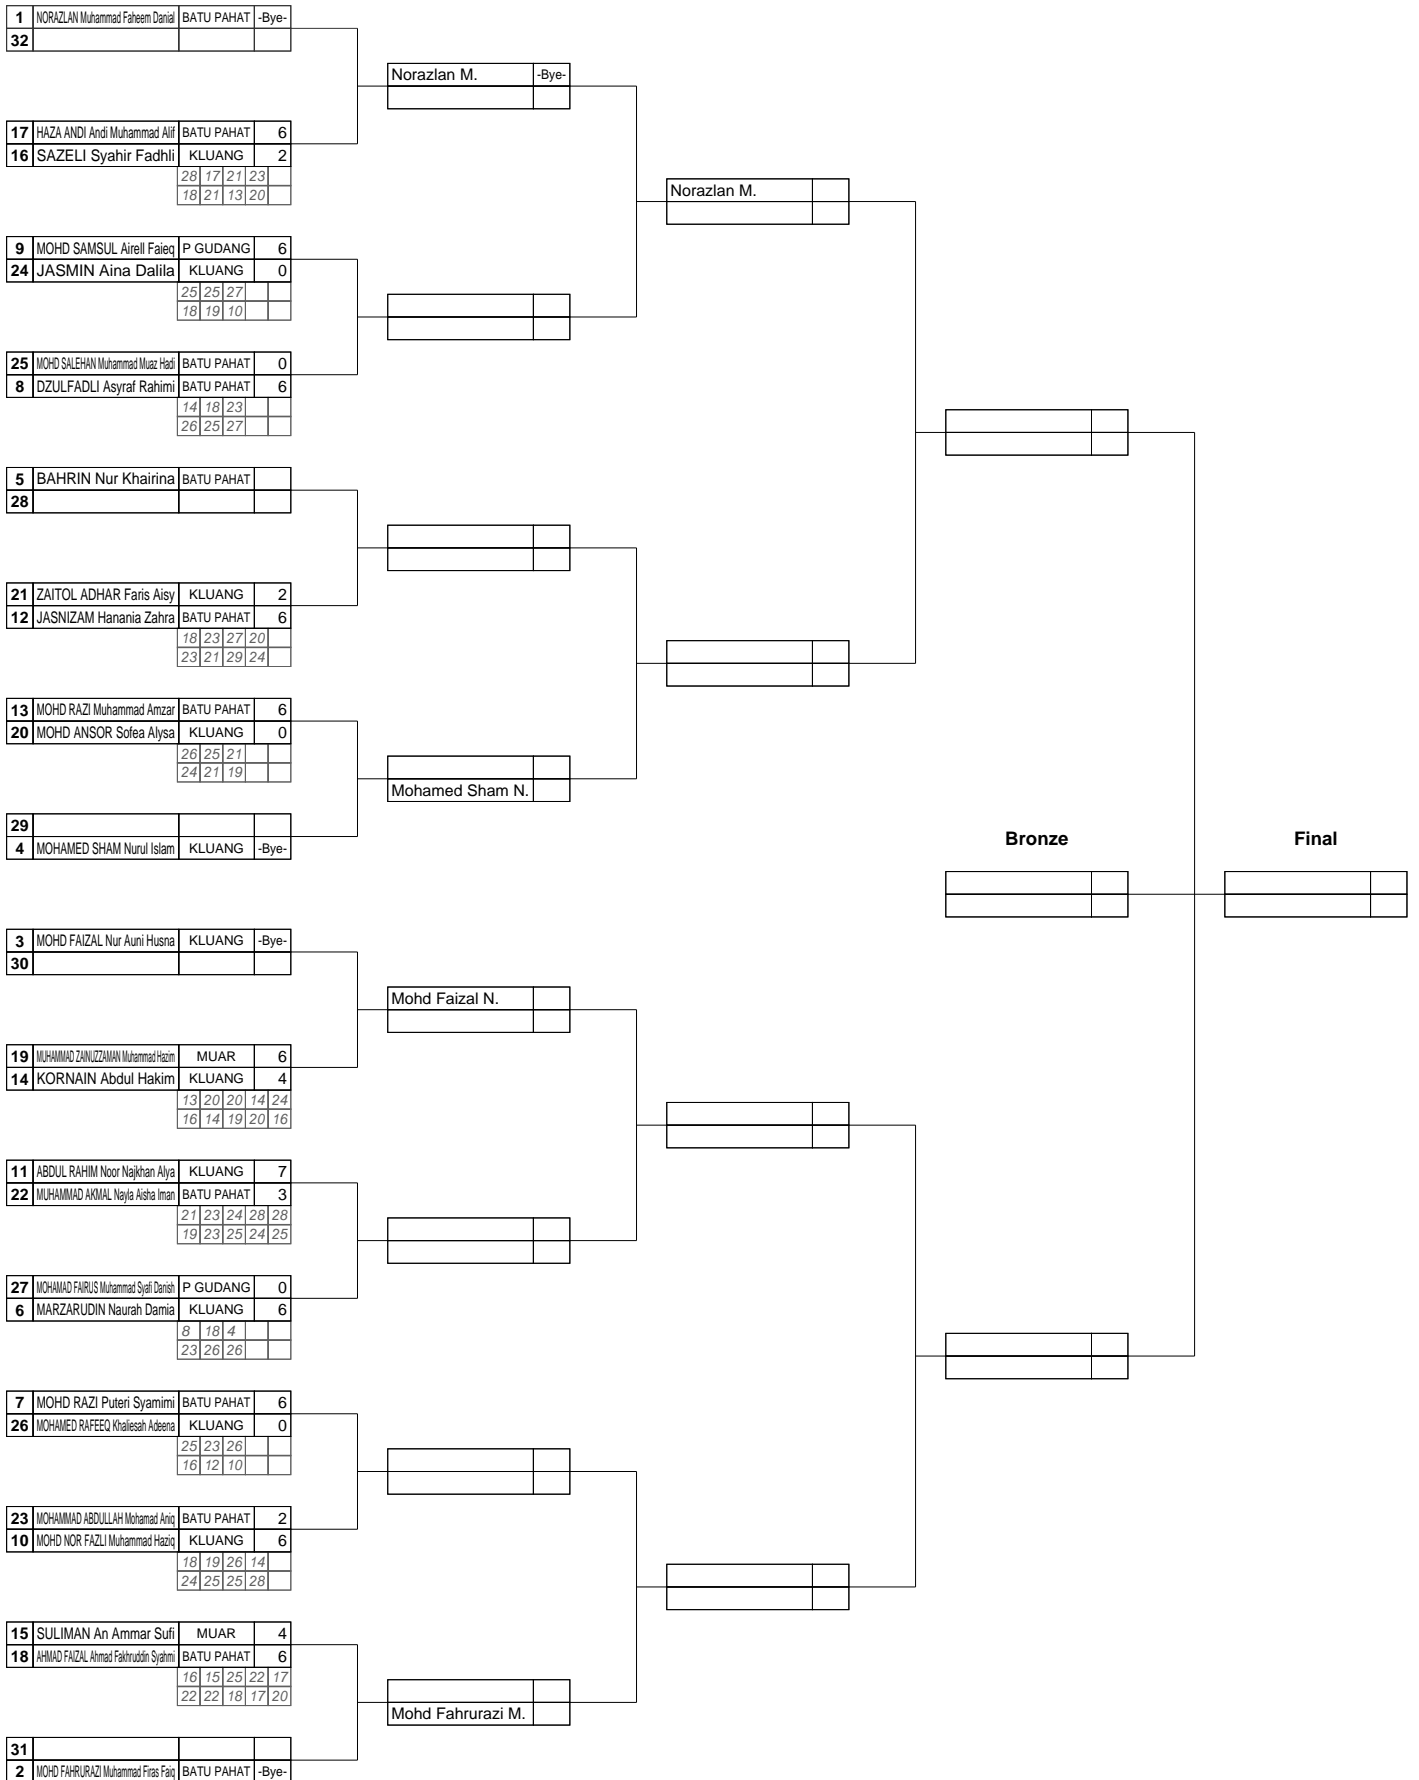 1 NORAZLAN Muhammad Faheem Danial BATU PAHAT -Bye-
32
Norazlan M. -Bye-
17 HAZA ANDI Andi Muhammad Alif BATU PAHAT 6
16 SAZELI Syahir Fadhli KLUANG 2
28 17 21 23
18 21 13 20
Norazlan M.
9 MOHD SAMSUL Airell Faieq P GUDANG 6
24 JASMIN Aina Dalila KLUANG 0
25 25 27
18 19 10
25 MOHD SALEHAN Muhammad Muaz Hadi BATU PAHAT 0
8 DZULFADLI Asyraf Rahimi BATU PAHAT 6
14 18 23
26 25 27
5 BAHRIN Nur Khairina BATU PAHAT
28
21 ZAITOL ADHAR Faris Aisy KLUANG 2
12 JASNIZAM Hanania Zahra BATU PAHAT 6
18 23 27 20
23 21 29 24
13 MOHD RAZI Muhammad Amzar BATU PAHAT 6
20 MOHD ANSOR Sofea Alysa KLUANG 0
26 25 21
24 21 19
Mohamed Sham N.
29
4 MOHAMED SHAM Nurul Islam KLUANG -Bye-
Bronze Final
3 MOHD FAIZAL Nur Auni Husna KLUANG -Bye-
30
Mohd Faizal N.
19 MUHAMMAD ZAINUZZAMAN Muhammad Hazim MUAR 6
14 KORNAIN Abdul Hakim KLUANG 4
13 20 20 14 24
16 14 19 20 16
11 ABDUL RAHIM Noor Najkhan Alya KLUANG 7
22 MUHAMMAD AKMAL Nayla Aisha Iman BATU PAHAT 3
21 23 24 28 28
19 23 25 24 25
27 MOHAMAD FAIRUS Muhammad Syafi Danish P GUDANG 0
6 MARZARUDIN Naurah Damia KLUANG 6
8 18 4
23 26 26
7 MOHD RAZI Puteri Syamimi BATU PAHAT 6
26 MOHAMED RAFEEQ Khaliesah Adeena KLUANG 0
25 23 26
16 12 10
23 MOHAMMAD ABDULLAH Mohamad Aniq BATU PAHAT 2
10 MOHD NOR FAZLI Muhammad Haziq KLUANG 6
18 19 26 14
24 25 25 28
15 SULIMAN An Ammar Sufi MUAR 4
18 AHMAD FAIZAL Ahmad Fakhruddin Syahmi BATU PAHAT 6
16 15 25 22 17
22 22 18 17 20
Mohd Fahrurazi M.
31
2 MOHD FAHRURAZI Muhammad Firas Faiq BATU PAHAT -Bye-